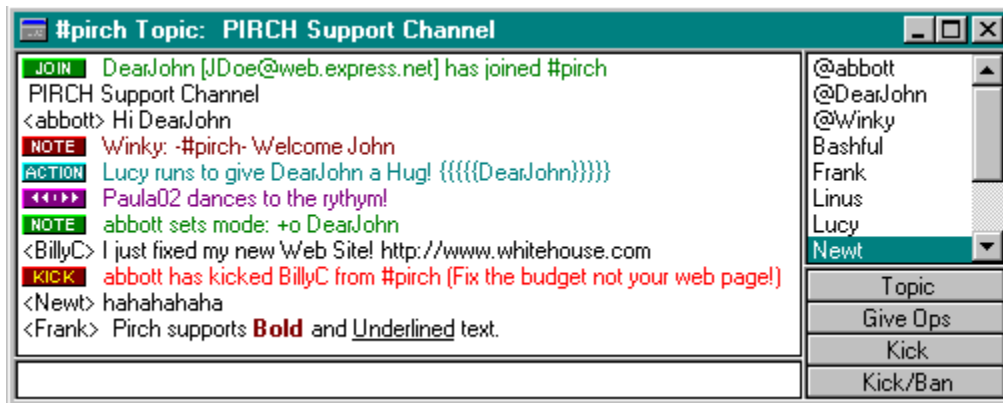 #pirch Topic:  PIRCH Support Channel
JOIN DearJohn [JDoe@web.express.net] has joined #pirch
PIRCH Support Channel
<abbott> Hi DearJohn
NOTE Winky: -#pirch- Welcome John
ACTION Lucy runs to give DearJohn a Hug! {{{{{DearJohn}}}}}
Paula02 dances to the rythym!
NOTE abbott sets mode: +o DearJohn
<BillyC> I just fixed my new Web Site! http://www.whitehouse.com
KICK abbott has kicked BillyC from #pirch (Fix the budget not your web page!)
<Newt> hahahahaha
<Frank>  Pirch supports Bold and Underlined text.
@abbott
@DearJohn
@Winky
Bashful
Frank
Linus
Lucy
Newt
Topic
Give Ops
Kick
Kick/Ban